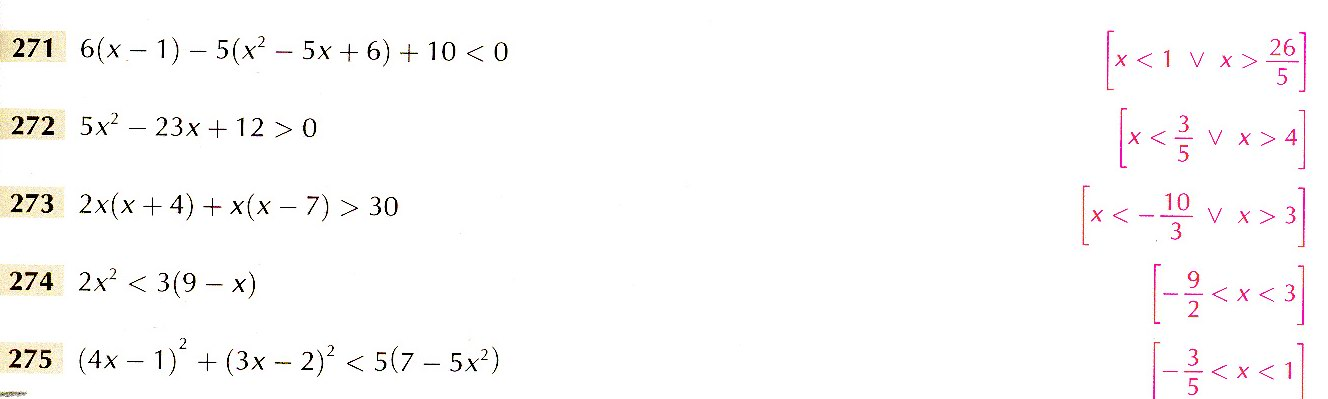 271 6(x − 1) − 5(x² − 5x + 6) + 10 < 0 [x < 1 ∨ x > 26/5]
272 5x² − 23x + 12 > 0 [x < 3/5 ∨ x > 4]
273 2x(x + 4) + x(x − 7) > 30 [x < −10/3 ∨ x > 3]
274 2x² < 3(9 − x) [−9/2 < x < 3]
275 (4x − 1)² + (3x − 2)² < 5(7 − 5x²) [−3/5 < x < 1]